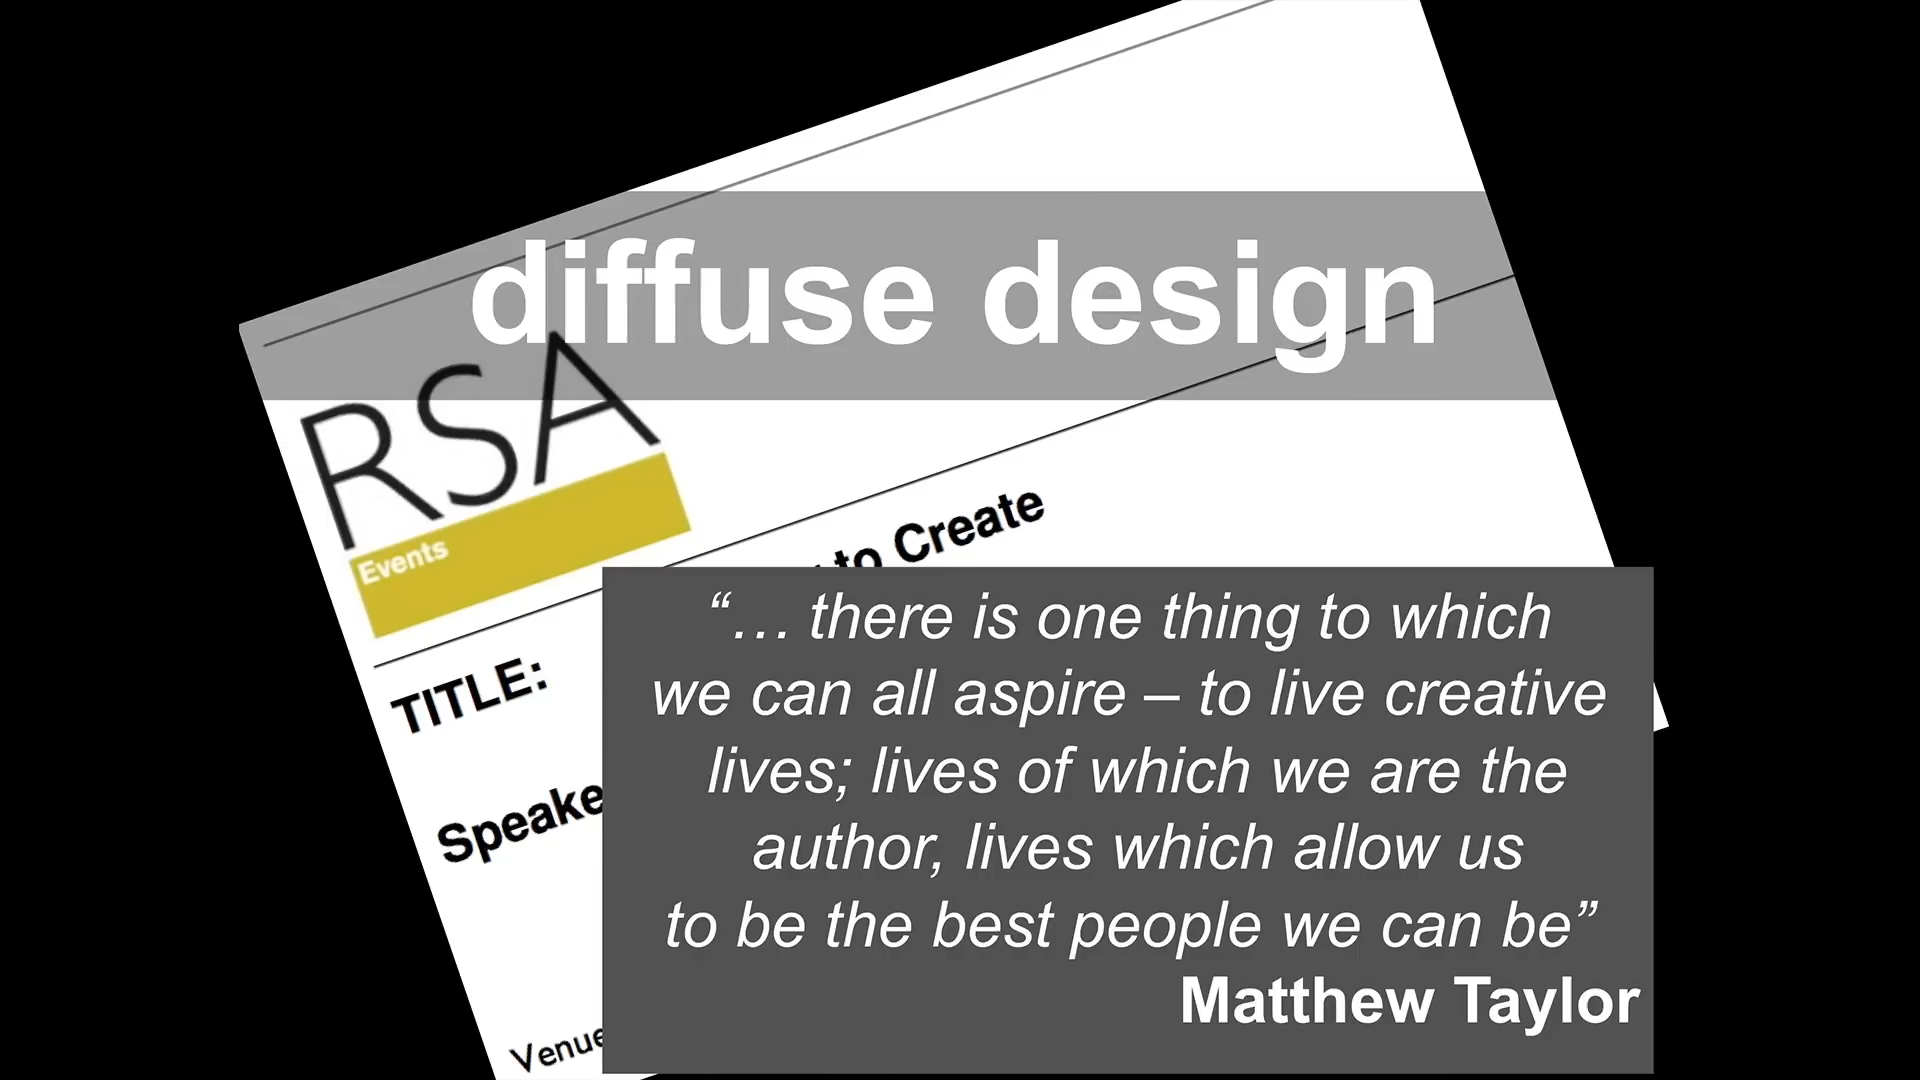 diffuse design
RSA
Events
to Create
TITLE:
Speake
Venue
“… there is one thing to which
we can all aspire – to live creative
lives; lives of which we are the
author, lives which allow us
to be the best people we can be”
Matthew Taylor